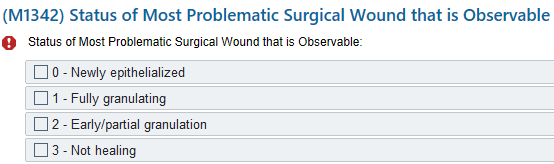 (M1342) Status of Most Problematic Surgical Wound that is Observable
Status of Most Problematic Surgical Wound that is Observable:
0 - Newly epithelialized
1 - Fully granulating
2 - Early/partial granulation
3 - Not healing